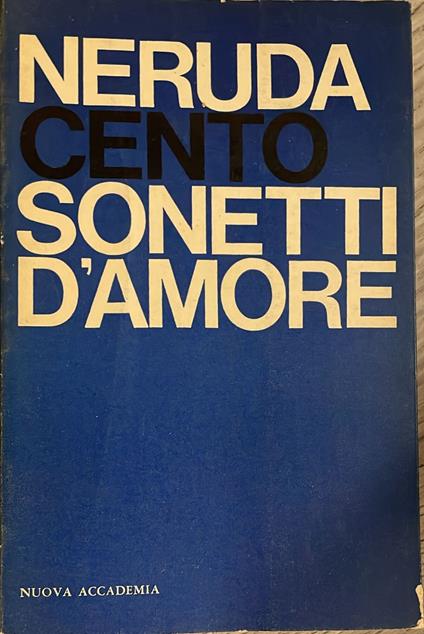 NERUDA
CENTO
SONETTI
D'AMORE
NUOVA ACCADEMIA